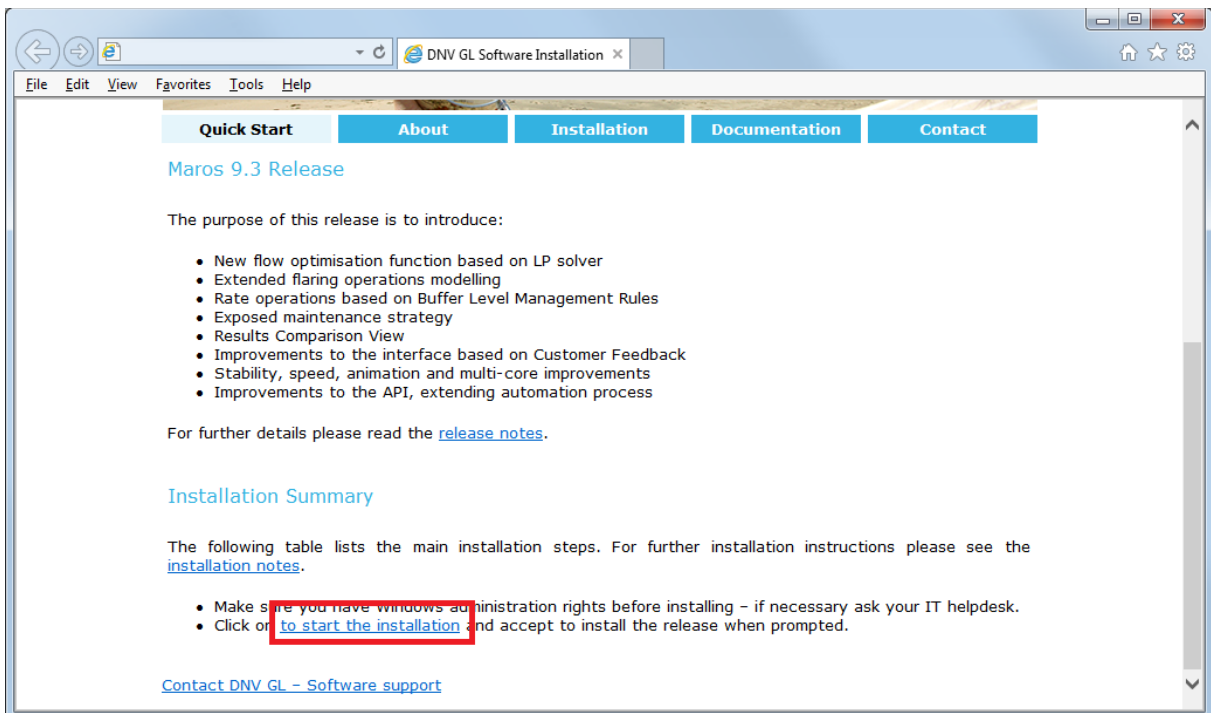 DNV GL Software Installation
File Edit View Favorites Tools Help
Quick Start About Installation Documentation Contact
Maros 9.3 Release
The purpose of this release is to introduce:
• New flow optimisation function based on LP solver
• Extended flaring operations modelling
• Rate operations based on Buffer Level Management Rules
• Exposed maintenance strategy
• Results Comparison View
• Improvements to the interface based on Customer Feedback
• Stability, speed, animation and multi-core improvements
• Improvements to the API, extending automation process
For further details please read the release notes.
Installation Summary
The following table lists the main installation steps. For further installation instructions please see the
installation notes.
• Make sure you have Windows administration rights before installing – if necessary ask your IT helpdesk.
• Click on to start the installation and accept to install the release when prompted.
Contact DNV GL – Software support